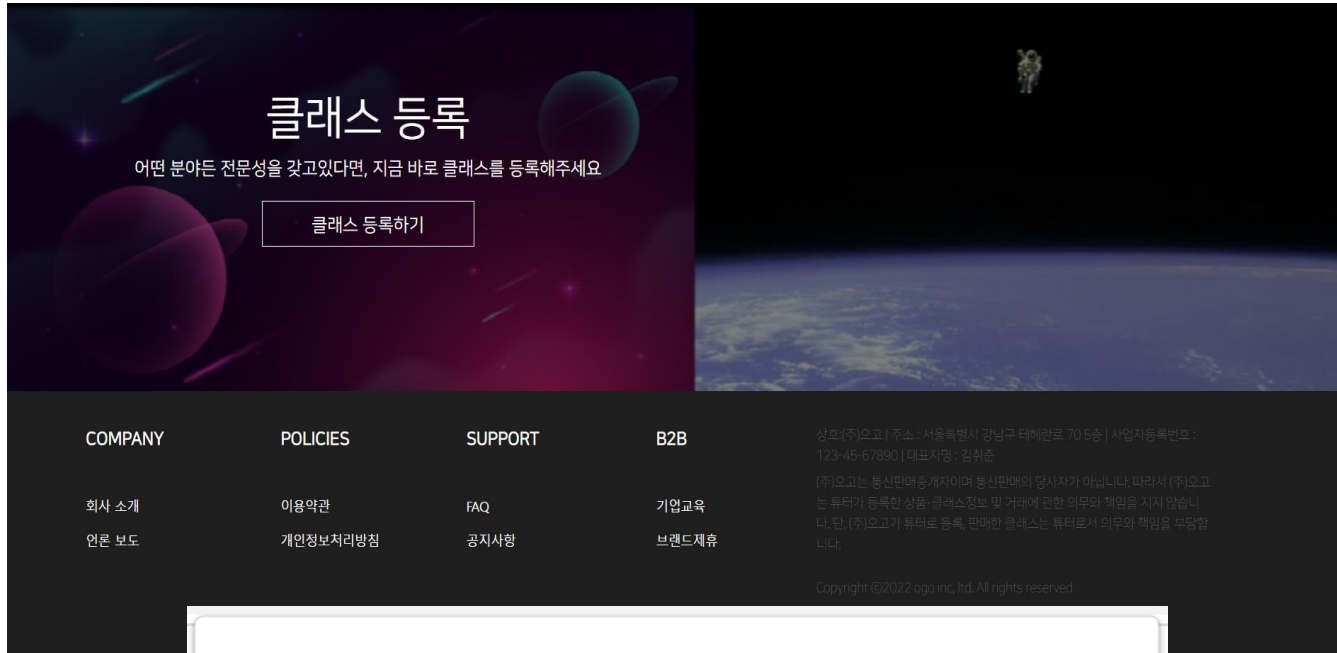 클래스 등록
어떤 분야든 전문성을 갖고있다면, 지금 바로 클래스를 등록해주세요
클래스 등록하기
COMPANY
회사 소개
언론 보도
POLICIES
이용약관
개인정보처리방침
SUPPORT
FAQ
공지사항
B2B
기업교육
브랜드제휴
상호:(주)오고 | 주소 : 서울특별시 강남구 테헤란로 70 5층 | 사업자등록번호 :
123-45-67890 | 대표자명 : 김취준
(주)오고는 통신판매중개자이며 통신판매의 당사자가 아닙니다. 따라서 (주)오고
는 튜터가 등록한 상품·클래스정보 및 거래에 관한 의무와 책임을 지지 않습니
다. 단, (주)오고가 튜터로 등록, 판매한 클래스는 튜터로서 의무와 책임을 부담합
니다.
Copyright ©2022 ogo inc, ltd. All rights reserved